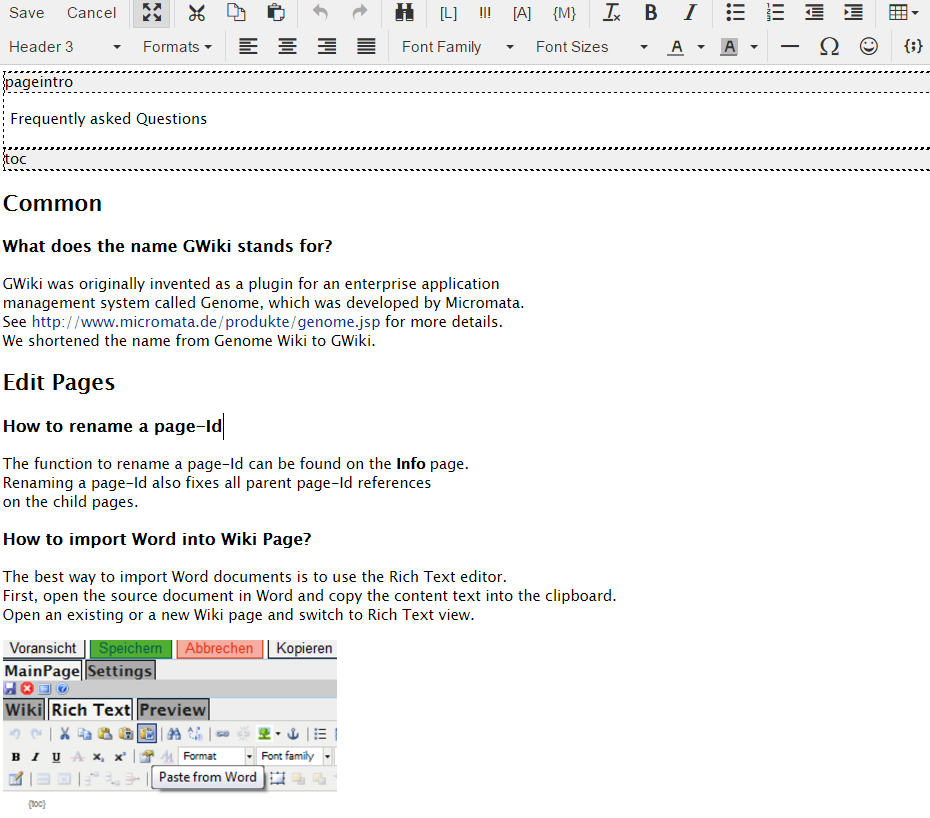 Save Cancel [L] !!! [A] {M} Tx B I
Header 3 Formats Font Family Font Sizes A A Ω {;}
pageintro
Frequently asked Questions
toc
Common
What does the name GWiki stands for?
GWiki was originally invented as a plugin for an enterprise application
management system called Genome, which was developed by Micromata.
See http://www.micromata.de/produkte/genome.jsp for more details.
We shortened the name from Genome Wiki to GWiki.
Edit Pages
How to rename a page-Id
The function to rename a page-Id can be found on the Info page.
Renaming a page-Id also fixes all parent page-Id references
on the child pages.
How to import Word into Wiki Page?
The best way to import Word documents is to use the Rich Text editor.
First, open the source document in Word and copy the content text into the clipboard.
Open an existing or a new Wiki page and switch to Rich Text view.
Voransicht Speichern Abbrechen Kopieren
MainPage Settings
Wiki Rich Text Preview
B I U A x₂ x² Format Font family
Paste from Word
{toc}